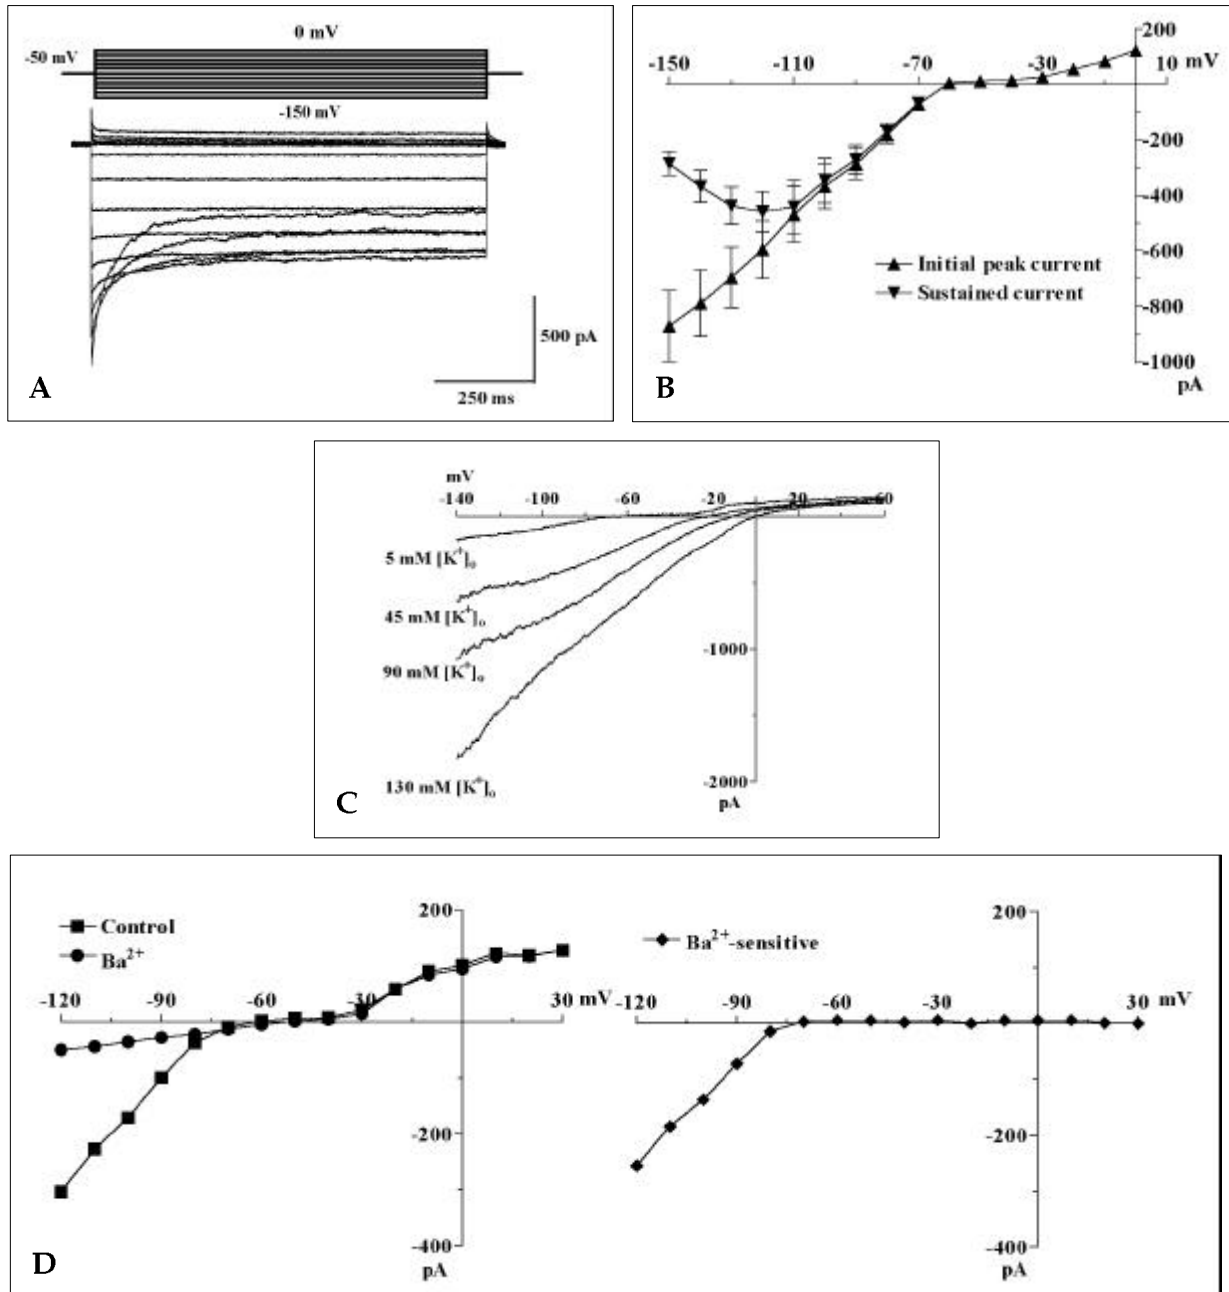 0 mV
-50 mV
-150 mV
500 pA
250 ms
A
200
-150 -110 -70 -30 10 mV
-200
-400
-600
-800
-1000
pA
Initial peak current
Sustained current
B
mV
-140 -100 -60 -20 20 60
5 mM [K+]o
45 mM [K+]o
90 mM [K+]o
130 mM [K+]o
-1000
-2000
pA
C
Control
Ba2+
200
-120 -90 -60 -30 30 mV
-200
-400
pA
Ba2+-sensitive
200
-120 -90 -60 -30 30 mV
-200
-400
pA
D